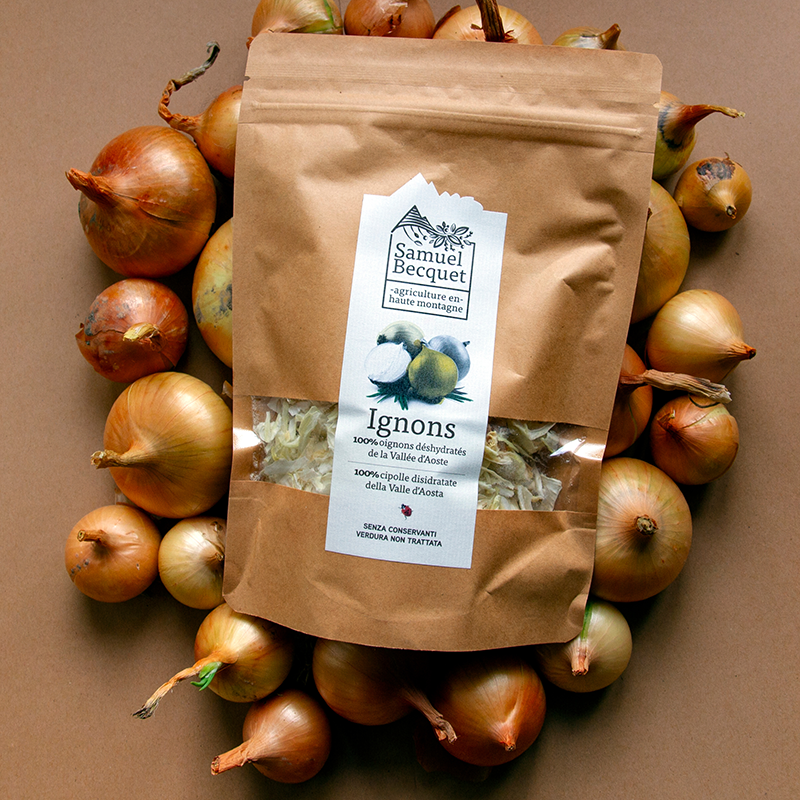 Samuel
Becquet
-agriculture en-
haute montagne
Ignons
100% oignons déshydratés
de la Vallée d'Aoste
100% cipolle disidratate
della Valle d'Aosta
SENZA CONSERVANTI
VERDURA NON TRATTATA